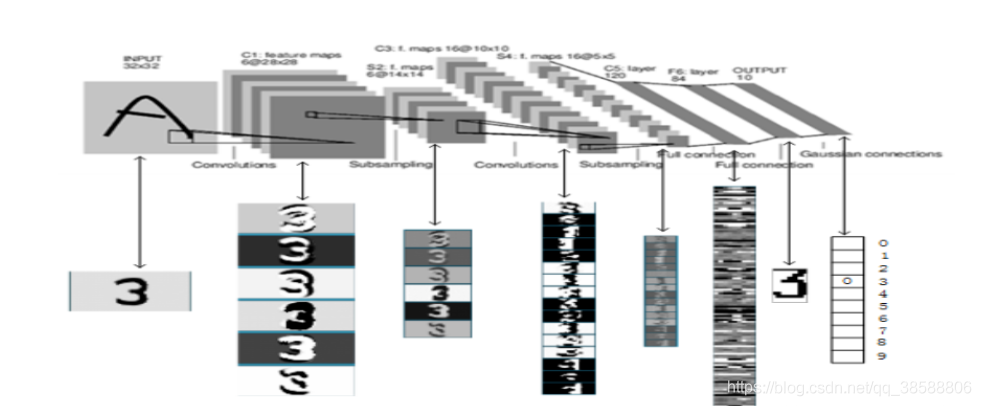 INPUT
32x32
C1: feature maps
6@28x28
S2: f. maps
6@14x14
C3: f. maps 16@10x10
S4: f. maps 16@5x5
C5: layer
120
F6: layer
84
OUTPUT
10
A
Convolutions
Subsampling
Convolutions
Subsampling
Full connection
Full connection
Gaussian connections
3
0
1
2
3
4
5
6
7
8
9
https://blog.csdn.net/qq_38588806